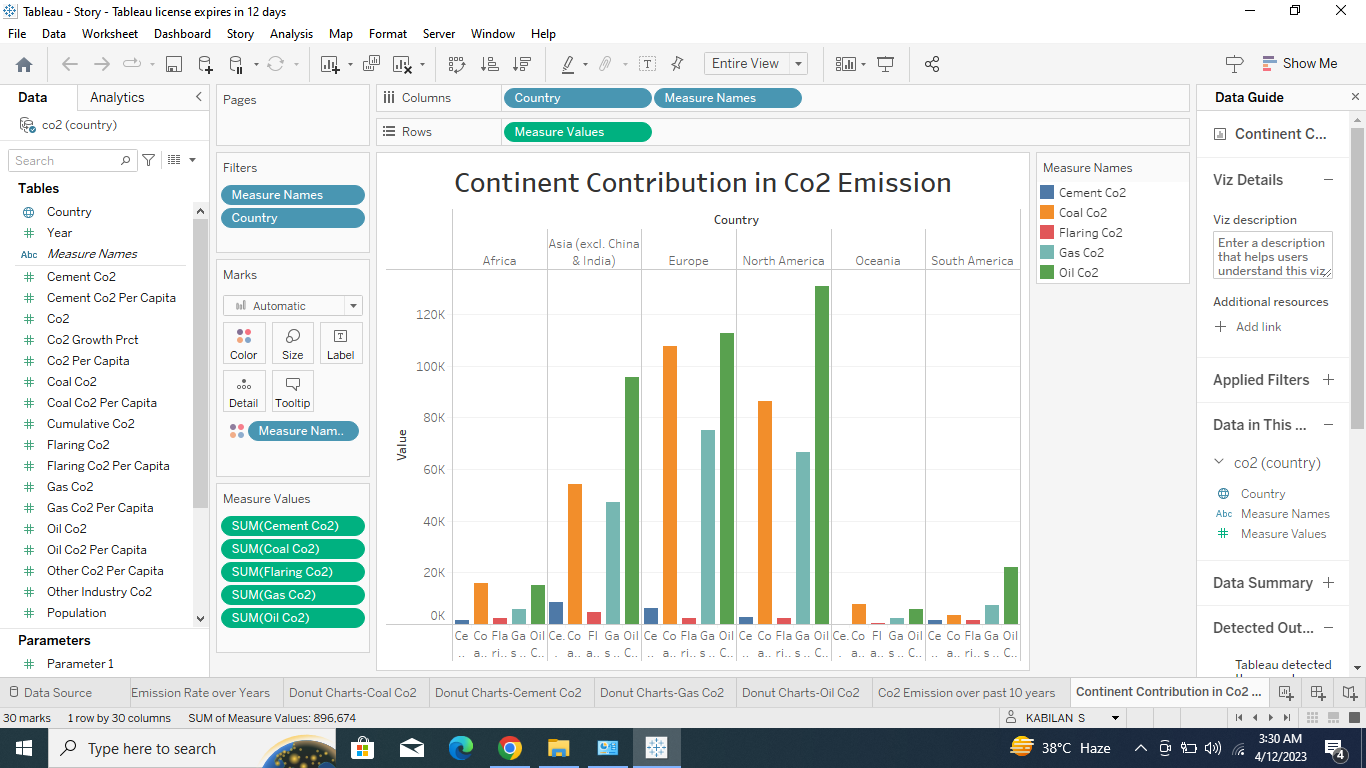 Tableau - Story - Tableau license expires in 12 days
File Data Worksheet Dashboard Story Analysis Map Format Server Window Help
Entire View
Show Me
Data Analytics
co2 (country)
Search
Tables
Country
Year
Abc Measure Names
Cement Co2
Cement Co2 Per Capita
Co2
Co2 Growth Prct
Co2 Per Capita
Coal Co2
Coal Co2 Per Capita
Cumulative Co2
Flaring Co2
Flaring Co2 Per Capita
Gas Co2
Gas Co2 Per Capita
Oil Co2
Oil Co2 Per Capita
Other Co2 Per Capita
Other Industry Co2
Population
Parameters
Parameter 1
Pages
Filters
Measure Names
Country
Marks
Automatic
Color Size Label
Detail Tooltip
Measure Nam..
Measure Values
SUM(Cement Co2)
SUM(Coal Co2)
SUM(Flaring Co2)
SUM(Gas Co2)
SUM(Oil Co2)
Columns Country Measure Names
Rows Measure Values
Continent Contribution in Co2 Emission
Country
Asia (excl. China
Africa & India) Europe North America Oceania South America
Value
120K
100K
80K
60K
40K
20K
0K
Ce Co Fla Ga Oil Ce Co Fl Ga Oil Ce Co Fla Ga Oil Ce Co Fla Ga Oil Ce. Co Fl Ga Oil Ce Co Fla Ga Oil
.. a.. ri.. s .. C.. .. a.. .. s .. C.. .. a.. ri.. s .. C.. .. a.. ri.. s .. C.. . a.. a.. s .. C.. .. a.. ri.. s .. C..
Measure Names
Cement Co2
Coal Co2
Flaring Co2
Gas Co2
Oil Co2
Data Guide
Continent C...
Viz Details
Viz description
Enter a description
that helps users
understand this viz
Additional resources
Add link
Applied Filters
Data in This ...
co2 (country)
Country
Abc Measure Names
Measure Values
Data Summary
Detected Out...
Tableau detected
Data Source Emission Rate over Years Donut Charts-Coal Co2 Donut Charts-Cement Co2 Donut Charts-Gas Co2 Donut Charts-Oil Co2 Co2 Emission over past 10 years Continent Contribution in Co2 ...
30 marks 1 row by 30 columns SUM of Measure Values: 896,674
KABILAN S
Type here to search
38°C Haze
3:30 AM
4/12/2023
4